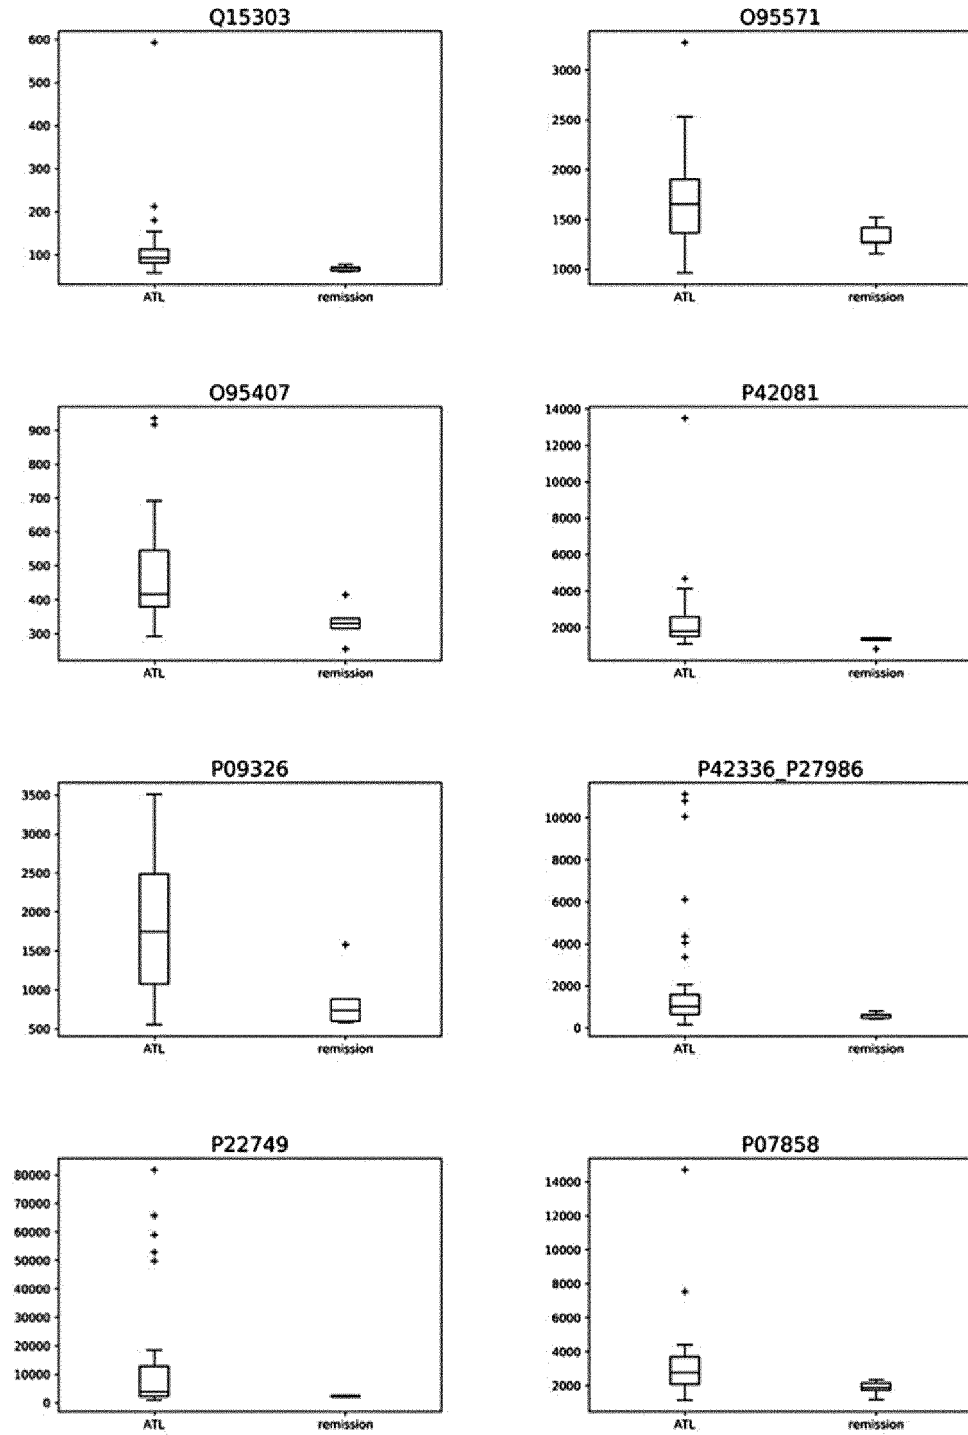 Q15303
600
500
400
300
200
100
ATL
remission
O95571
3000
2500
2000
1500
1000
ATL
remission
O95407
900
800
700
600
500
400
300
ATL
remission
P42081
14000
12000
10000
8000
6000
4000
2000
ATL
remission
P09326
3500
3000
2500
2000
1500
1000
500
ATL
remission
P42336_P27986
10000
8000
6000
4000
2000
0
ATL
remission
P22749
80000
70000
60000
50000
40000
30000
20000
10000
0
ATL
remission
P07858
14000
12000
10000
8000
6000
4000
2000
ATL
remission